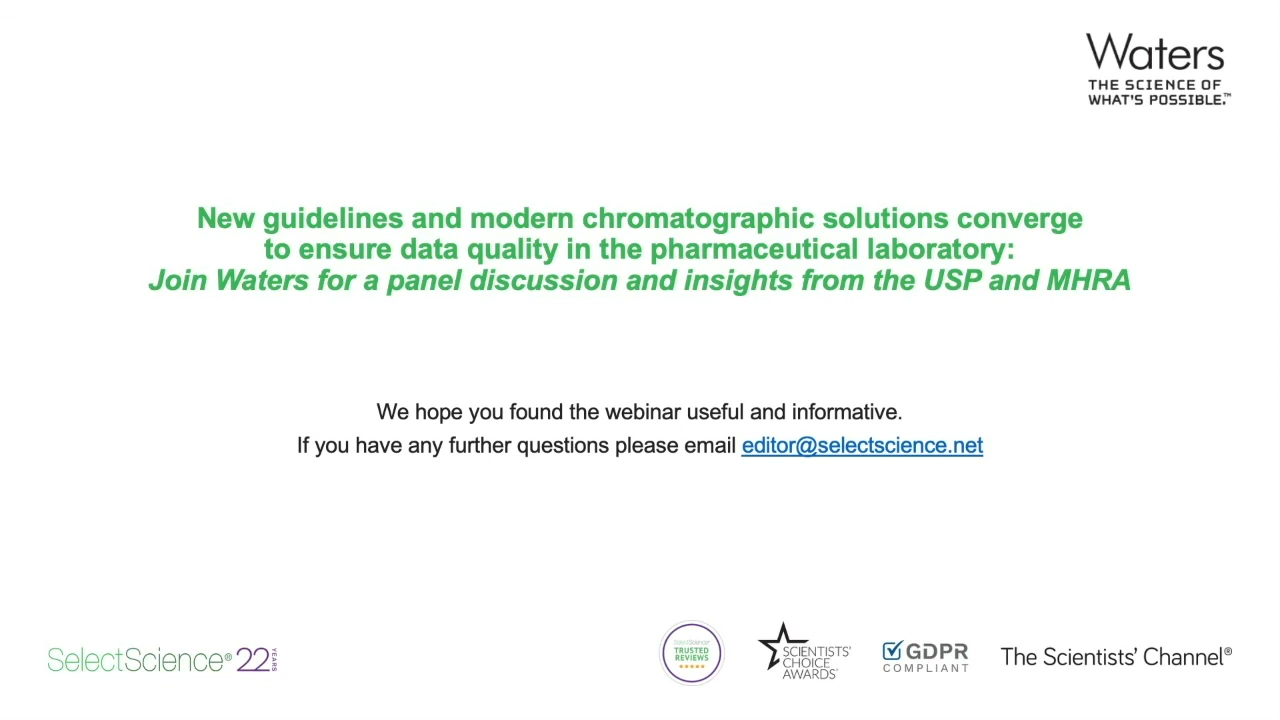 Waters
THE SCIENCE OF
WHAT'S POSSIBLE.™
New guidelines and modern chromatographic solutions converge
to ensure data quality in the pharmaceutical laboratory:
Join Waters for a panel discussion and insights from the USP and MHRA
We hope you found the webinar useful and informative.
If you have any further questions please email editor@selectscience.net
SelectScience® 22 YEARS
SelectScience®
TRUSTED
REVIEWS
SCIENTISTS'
CHOICE
AWARDS®
GDPR
COMPLIANT
The Scientists' Channel®